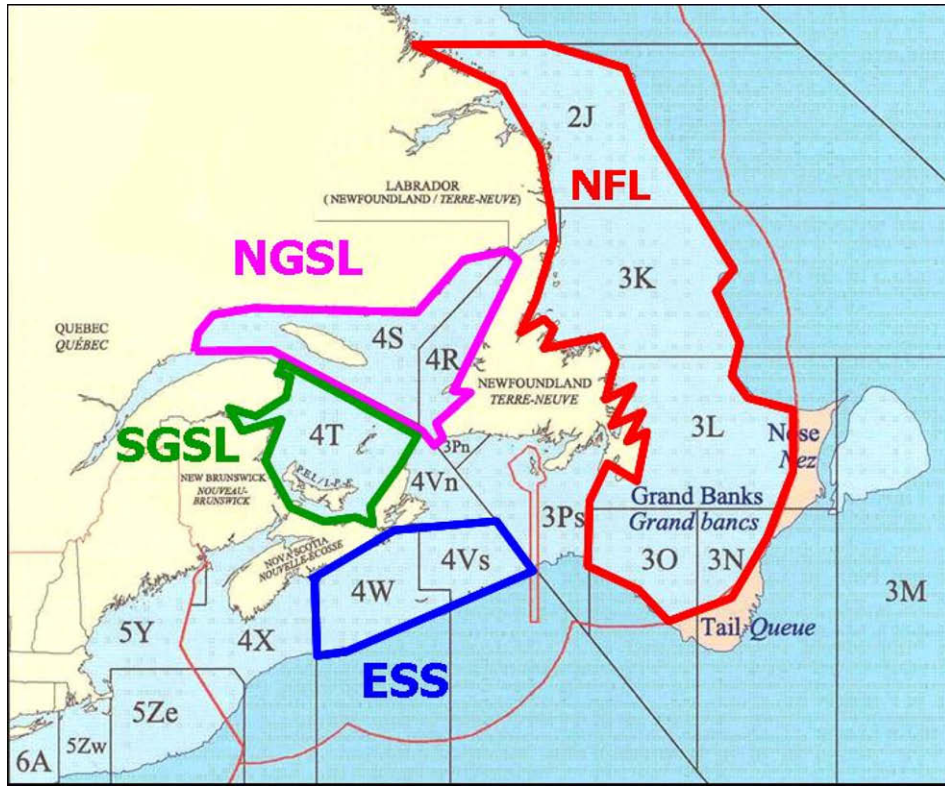 2J
NFL
LABRADOR
(NEWFOUNDLAND / TERRE-NEUVE)
NGSL
3K
QUEBEC
QUÉBEC
4S
4R
NEWFOUNDLAND
TERRE-NEUVE
SGSL
4T
3L
Nose
Nez
3Pn
P.E.I./I.-P.-É.
NEW BRUNSWICK
NOUVEAU-
BRUNSWICK
4Vn
Grand Banks
Grand bancs
3Ps
NOVA SCOTIA
NOUVELLE-ÉCOSSE
4W
4Vs
3O
3N
3M
5Y
4X
Tail Queue
ESS
5Ze
5Zw
6A